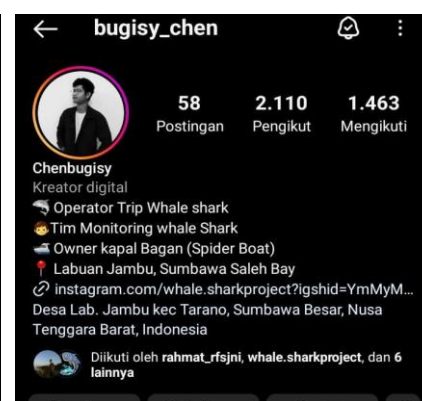 bugisy_chen
58 2.110 1.463
Postingan Pengikut Mengikuti
Chenbugisy
Kreator digital
Operator Trip Whale shark
Tim Monitoring whale Shark
Owner kapal Bagan (Spider Boat)
Labuan Jambu, Sumbawa Saleh Bay
instagram.com/whale.sharkproject?igshid=YmMyM...
Desa Lab. Jambu kec Tarano, Sumbawa Besar, Nusa
Tenggara Barat, Indonesia
Diikuti oleh rahmat_rfsjni, whale.sharkproject, dan 6
lainnya